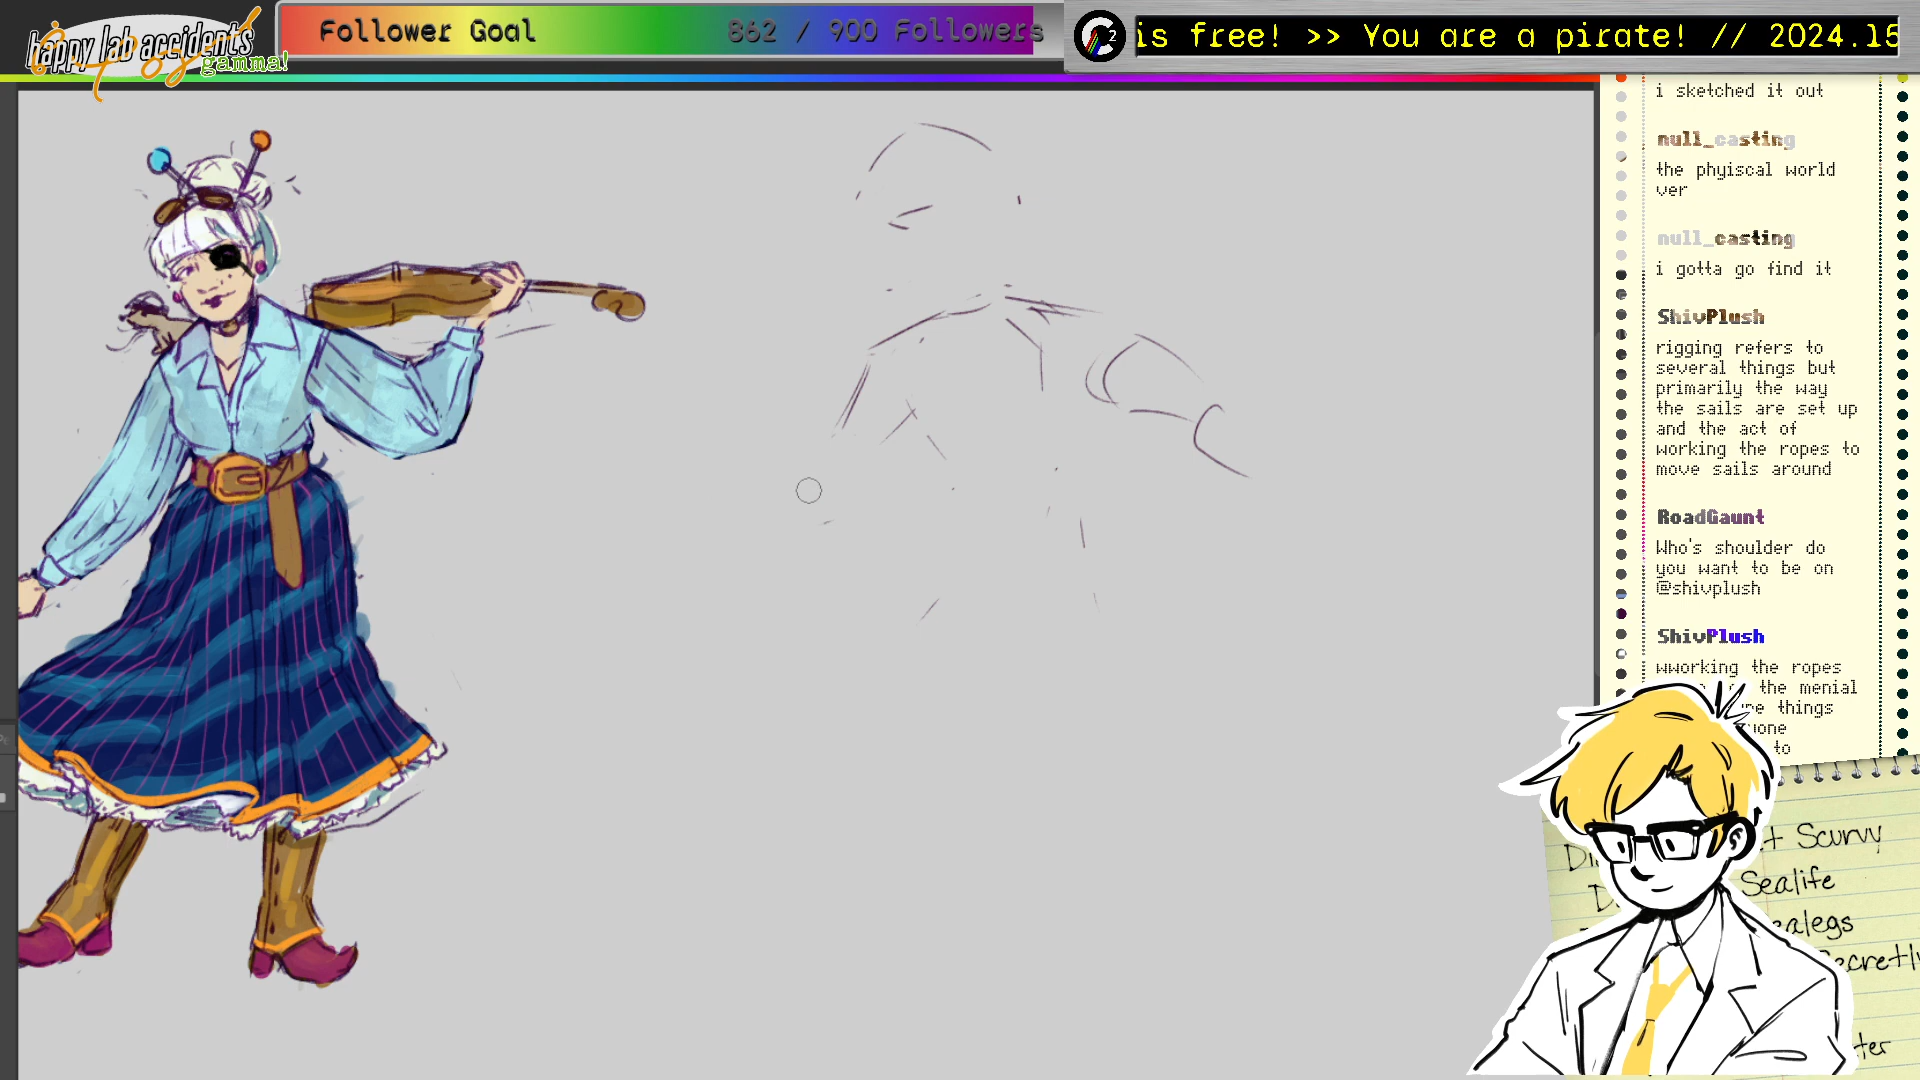 happy lab accidents
gamma!
Follower Goal
862 / 900 Followers
is free! >> You are a pirate! // 2024.15
i sketched it out
null_casting
the phyiscal world
ver
null_casting
i gotta go find it
ShivPlush
rigging refers to
several things but
primarily the way
the sails are set up
and the act of
working the ropes to
move sails around
RoadGaunt
Who's shoulder do
you want to be on
@shivplush
ShivPlush
wworking the ropes
the menial
things
to
Scurvy
Sealife
ealegs
ecretly